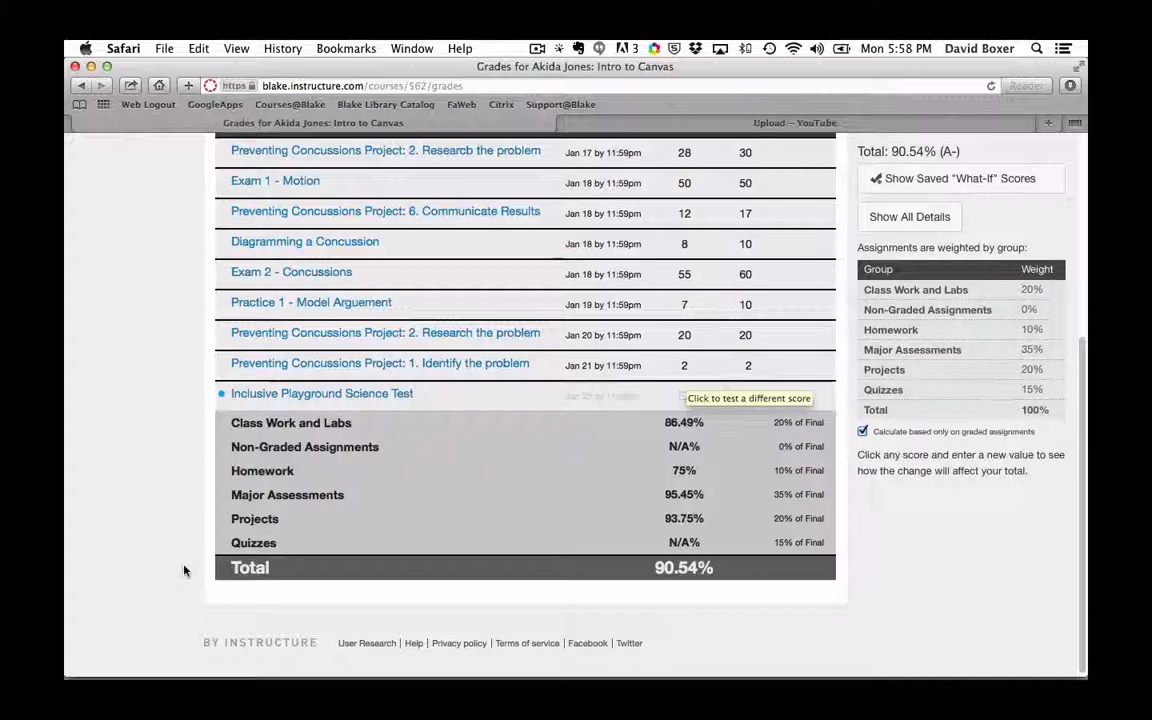 Safari File Edit View History Bookmarks Window Help 3 Mon 5:58 PM David Boxer
Grades for Akida Jones: Intro to Canvas
https blake.instructure.com/courses/562/grades Reader
Web Logout GoogleApps Courses@Blake Blake Library Catalog FaWeb Citrix Support@Blake
Grades for Akida Jones: Intro to Canvas Upload – YouTube
Preventing Concussions Project: 2. Researcb the problem Jan 17 by 11:59pm 28 30
Exam 1 - Motion Jan 18 by 11:59pm 50 50
Preventing Concussions Project: 6. Communicate Results Jan 18 by 11:59pm 12 17
Diagramming a Concussion Jan 18 by 11:59pm 8 10
Exam 2 - Concussions Jan 18 by 11:59pm 55 60
Practice 1 - Model Arguement Jan 19 by 11:59pm 7 10
Preventing Concussions Project: 2. Research the problem Jan 20 by 11:59pm 20 20
Preventing Concussions Project: 1. Identify the problem Jan 21 by 11:59pm 2 2
Inclusive Playground Science Test
Click to test a different score
Class Work and Labs 86.49% 20% of Final
Non-Graded Assignments N/A% 0% of Final
Homework 75% 10% of Final
Major Assessments 95.45% 35% of Final
Projects 93.75% 20% of Final
Quizzes N/A% 15% of Final
Total 90.54%
Total: 90.54% (A-)
Show Saved "What-If" Scores
Show All Details
Assignments are weighted by group:
Group Weight
Class Work and Labs 20%
Non-Graded Assignments 0%
Homework 10%
Major Assessments 35%
Projects 20%
Quizzes 15%
Total 100%
Calculate based only on graded assignments
Click any score and enter a new value to see
how the change will affect your total.
BY INSTRUCTURE User Research | Help | Privacy policy | Terms of service | Facebook | Twitter